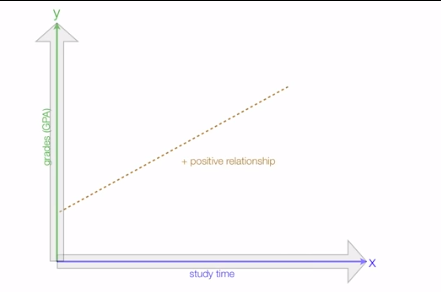 y
grades (GPA)
+ positive relationship
x
study time